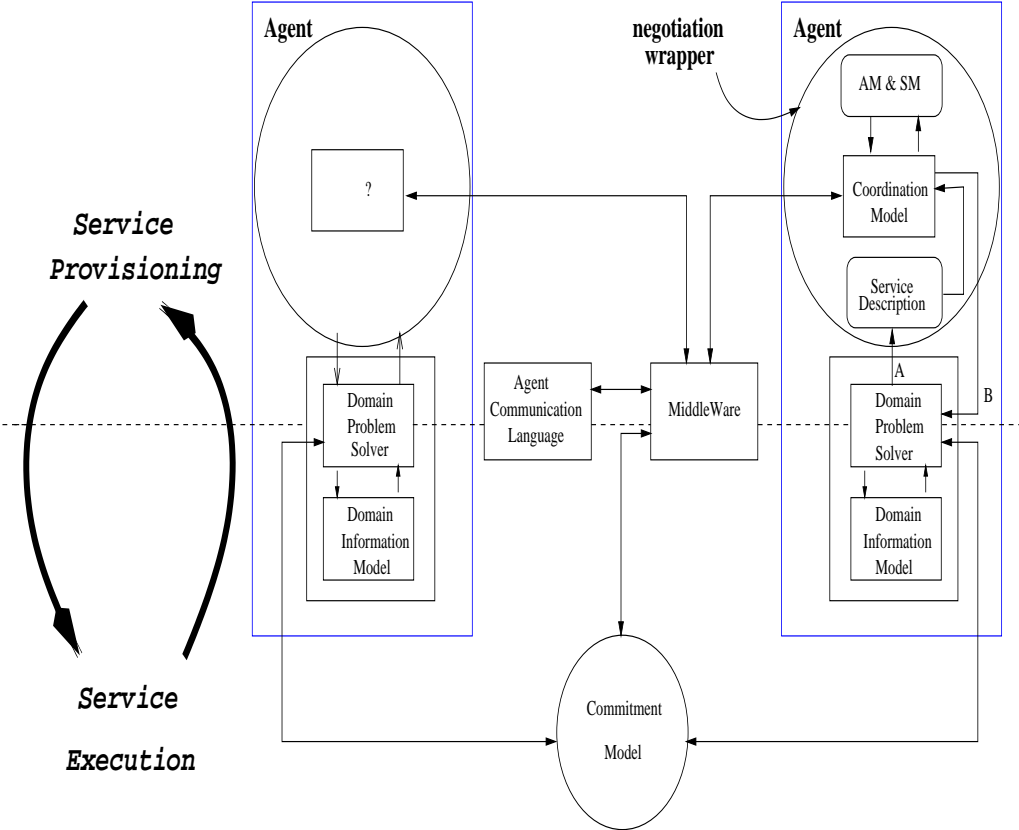 Agent
negotiation
wrapper
Agent
AM & SM
?
Coordination
Model
Service
Provisioning
Service
Description
A
B
Domain
Problem
Solver
Agent
Communication
Language
MiddleWare
Domain
Problem
Solver
Domain
Information
Model
Domain
Information
Model
Service
Execution
Commitment
Model